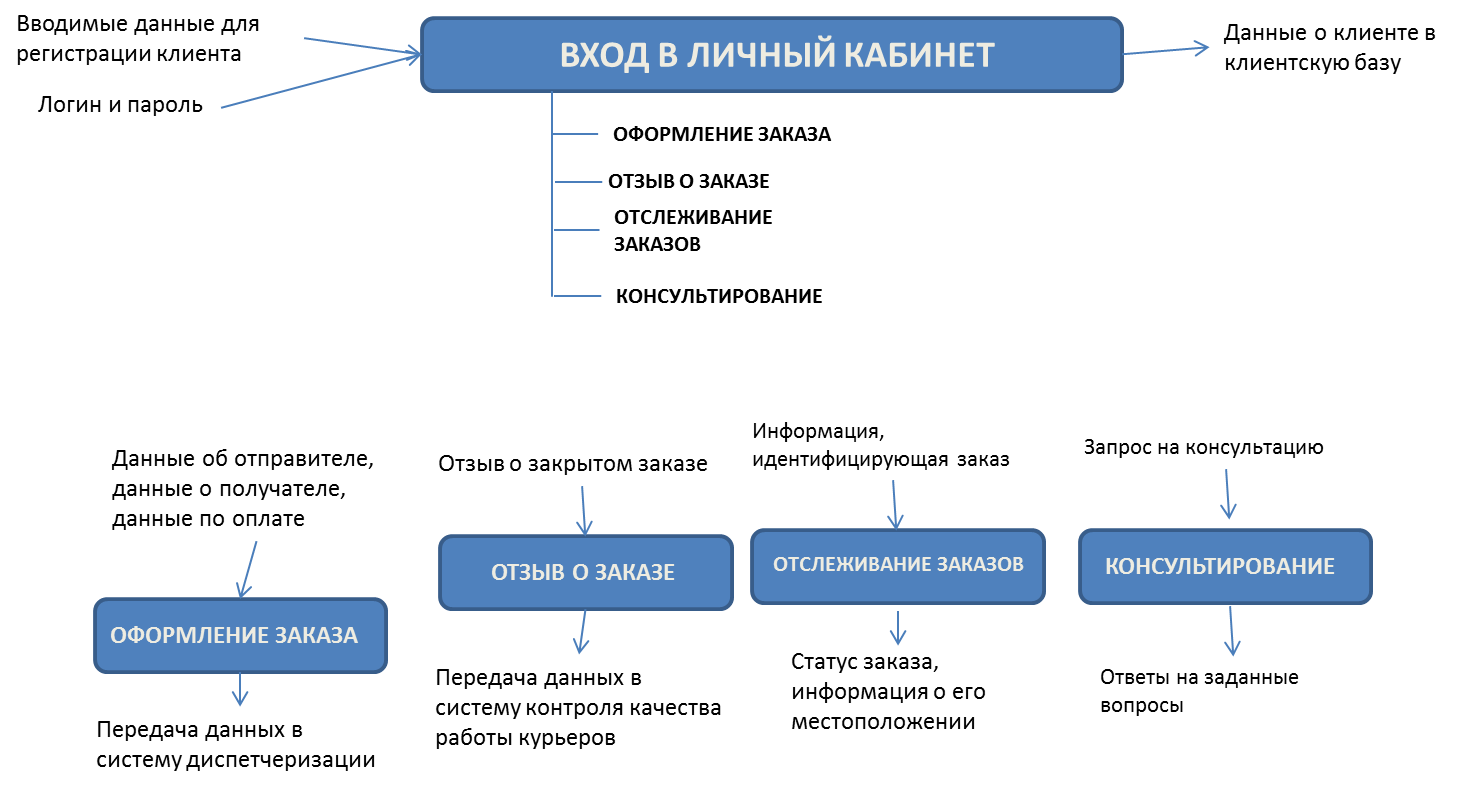 Вводимые данные для
регистрации клиента
Логин и пароль
ВХОД В ЛИЧНЫЙ КАБИНЕТ
Данные о клиенте в
клиентскую базу
ОФОРМЛЕНИЕ ЗАКАЗА
ОТЗЫВ О ЗАКАЗЕ
ОТСЛЕЖИВАНИЕ
ЗАКАЗОВ
КОНСУЛЬТИРОВАНИЕ
Данные об отправителе,
данные о получателе,
данные по оплате
ОФОРМЛЕНИЕ ЗАКАЗА
Передача данных в
систему диспетчеризации
Отзыв о закрытом заказе
ОТЗЫВ О ЗАКАЗЕ
Передача данных в
систему контроля качества
работы курьеров
Информация,
идентифицирующая заказ
ОТСЛЕЖИВАНИЕ ЗАКАЗОВ
Статус заказа,
информация о его
местоположении
Запрос на консультацию
КОНСУЛЬТИРОВАНИЕ
Ответы на заданные
вопросы